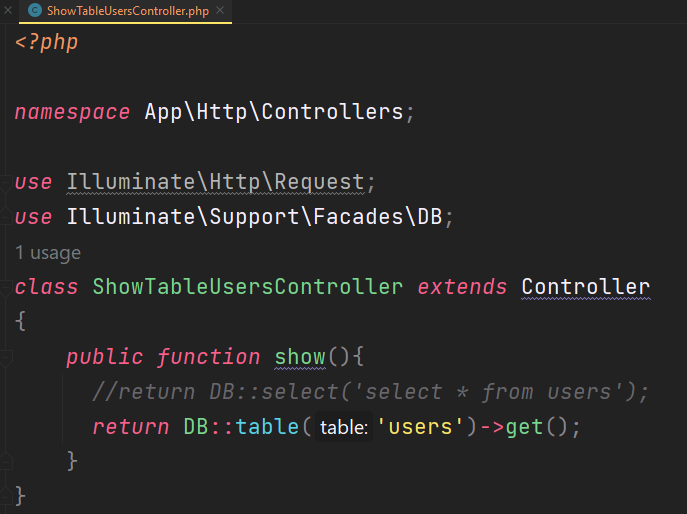 ShowTableUsersController.php
<?php
namespace App\Http\Controllers;
use Illuminate\Http\Request;
use Illuminate\Support\Facades\DB;
1 usage
class ShowTableUsersController extends Controller
{
    public function show(){
      //return DB::select('select * from users');
      return DB::table( table: 'users')->get();
    }
}